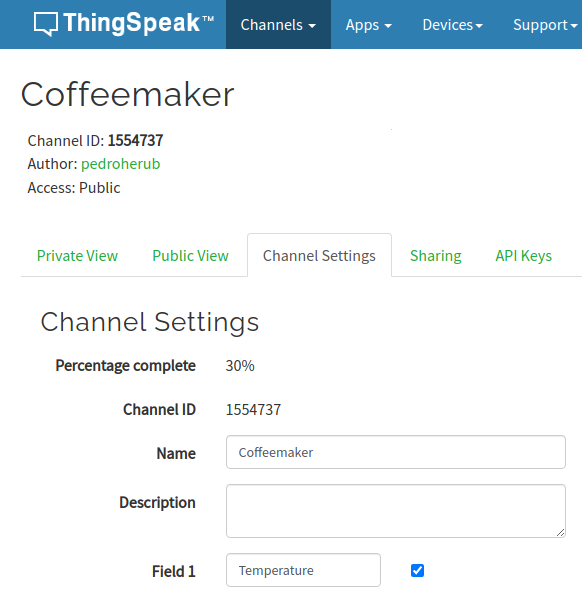 ThingSpeak™ Channels Apps Devices Support
Coffeemaker
Channel ID: 1554737
Author: pedroherub
Access: Public
Private View Public View Channel Settings Sharing API Keys
Channel Settings
Percentage complete 30%
Channel ID 1554737
Name Coffeemaker
Description
Field 1 Temperature